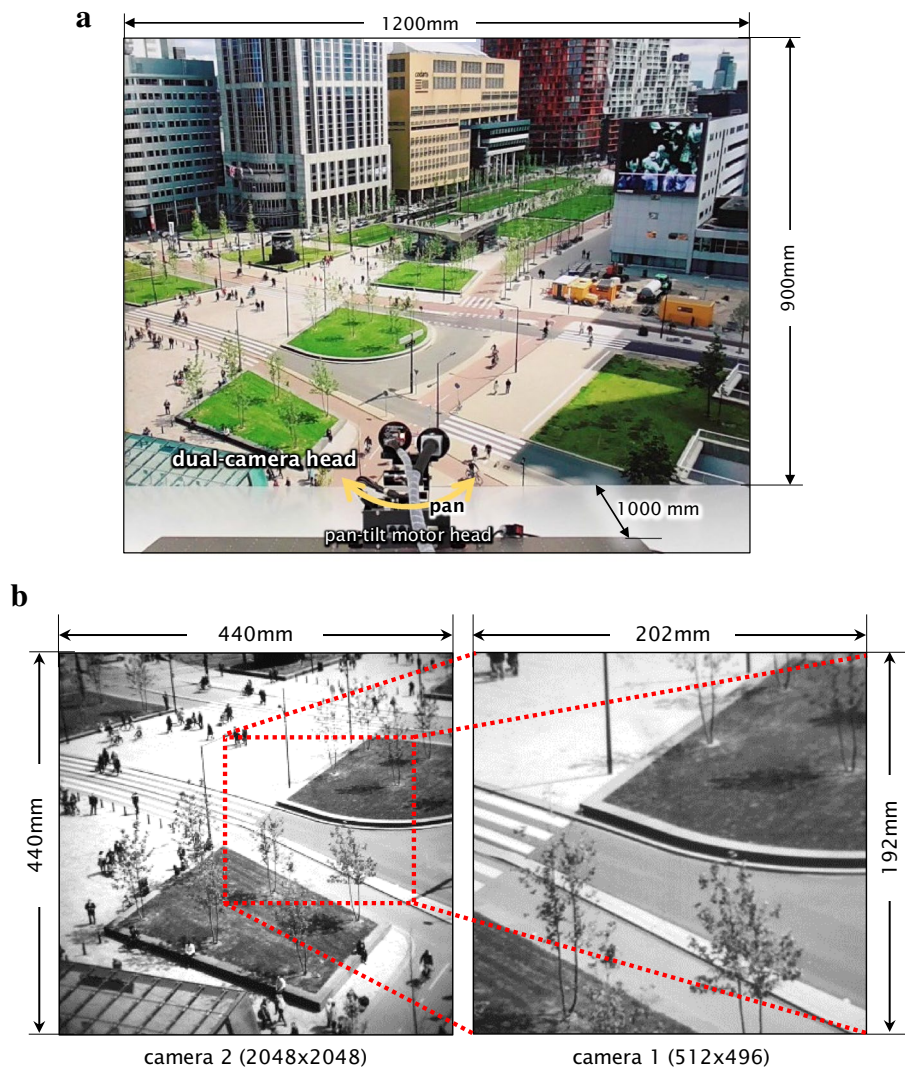 a
1200mm
900mm
dual-camera head
pan
1000 mm
pan-tilt motor head
b
440mm
202mm
440mm
192mm
camera 2 (2048x2048)
camera 1 (512x496)